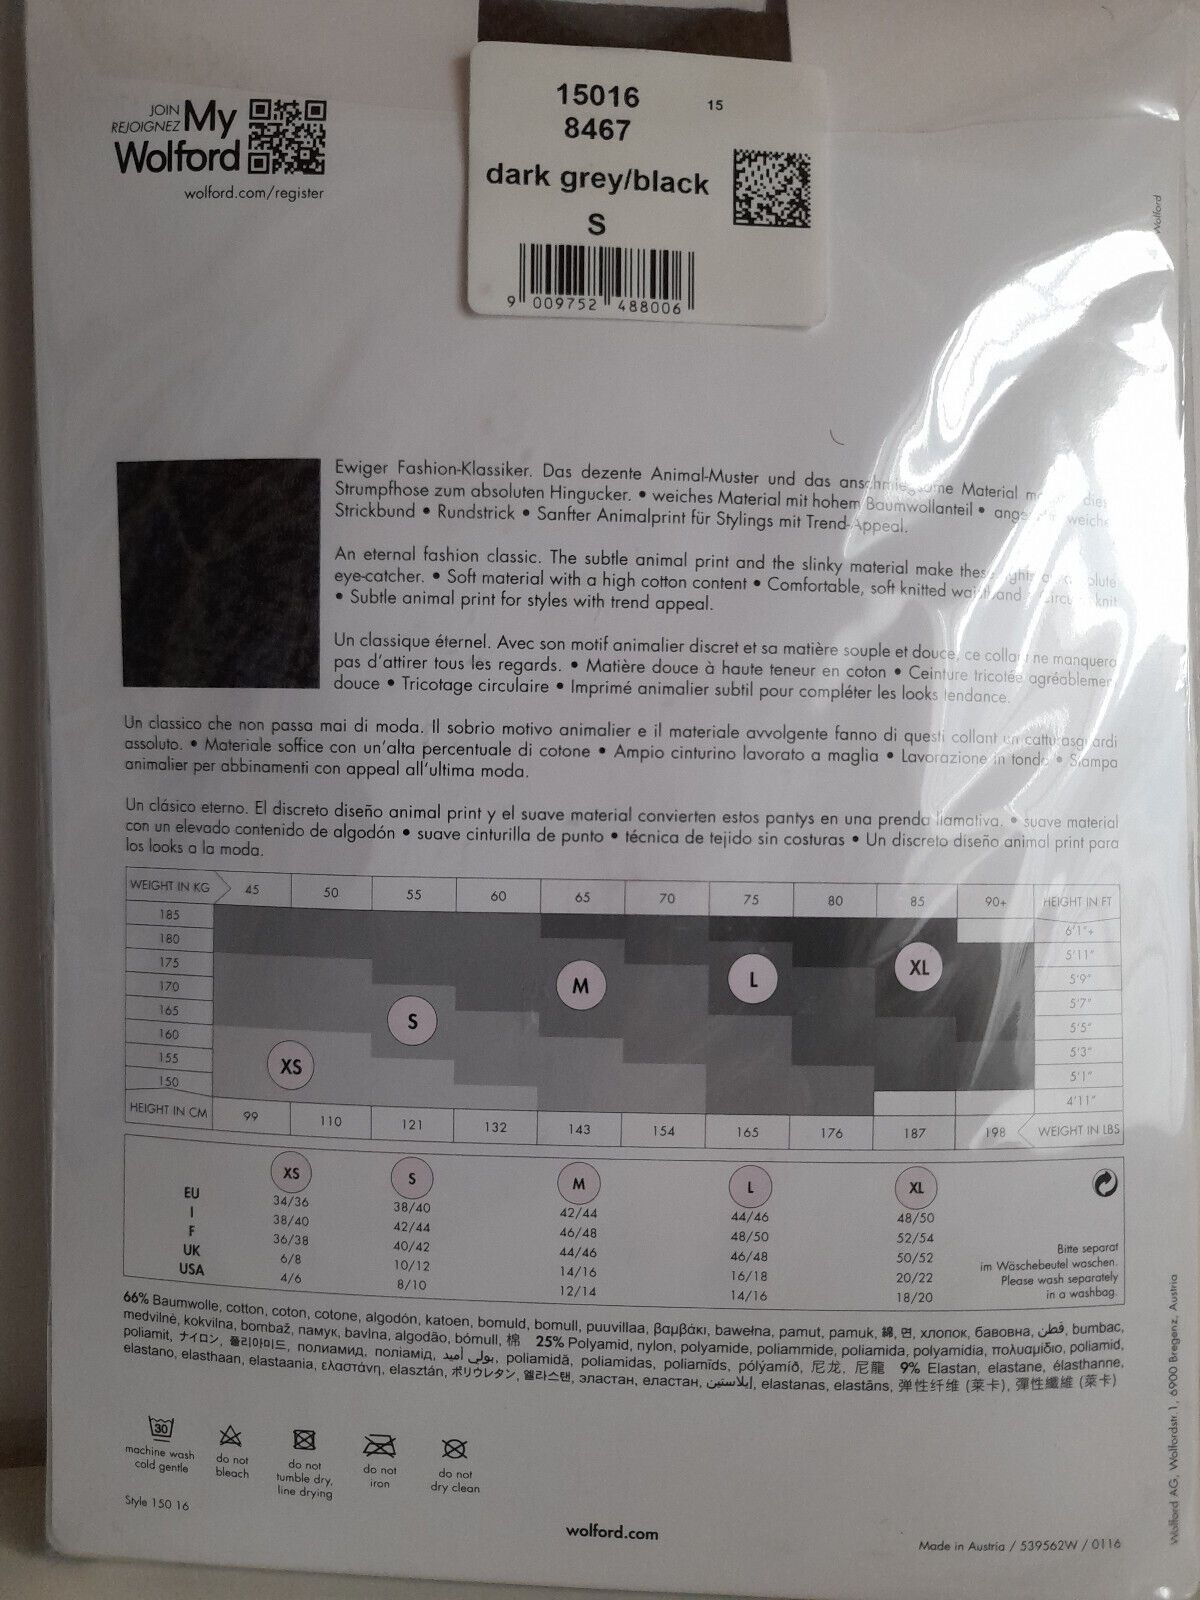 JOIN
REJOIGNEZ My
Wolford
wolford.com/register
15016 15
8467
dark grey/black
S
9 009752 488006
Wolford
Ewiger Fashion-Klassiker. Das dezente Animal-Muster und das anschmiegsame Material
Strumpfhose zum absoluten Hingucker. • weiches Material mit hohem Baumwollanteil •
Strickbund • Rundstrick • Sanfter Animalprint für Stylings mit Trend-Appeal.
An eternal fashion classic. The subtle animal print and the slinky material make these
eye-catcher. • Soft material with a high cotton content • Comfortable, soft knitted waistband •
• Subtle animal print for styles with trend appeal.
Un classique éternel. Avec son motif animalier discret et sa matière souple et douce, ce collant ne manquera
pas d'attirer tous les regards. • Matière douce à haute teneur en coton • Ceinture tricotée agréablement
douce • Tricotage circulaire • Imprimé animalier subtil pour compléter les looks tendance.
Un classico che non passa mai di moda. Il sobrio motivo animalier e il materiale avvolgente fanno di questi collant un cattura-sguardi
assoluto. • Materiale soffice con un'alta percentuale di cotone • Ampio cinturino lavorato a maglia • Lavorazione in tondo • Stampa
animalier per abbinamenti con appeal all'ultima moda.
Un clásico eterno. El discreto diseño animal print y el suave material convierten estos pantys en una prenda llamativa. • suave material
con un elevado contenido de algodón • suave cinturilla de punto • técnica de tejido sin costuras • Un discreto diseño animal print para
los looks a la moda.
WEIGHT IN KG 45 50 55 60 65 70 75 80 85 90+ HEIGHT IN FT
185 6'1"+
180 5'11"
175 5'9"
170 5'7"
165 5'5"
160 5'3"
155 5'1"
150 4'11"
XS S M L XL
HEIGHT IN CM 99 110 121 132 143 154 165 176 187 198 WEIGHT IN LBS
XS S M L XL
EU 34/36 38/40 42/44 44/46 48/50
I 38/40 42/44 46/48 48/50 52/54
F 36/38 40/42 44/46 46/48 50/52
UK 6/8 10/12 14/16 16/18 20/22
USA 4/6 8/10 12/14 14/16 18/20
Bitte separat
im Wäschebeutel waschen.
Please wash separately
in a washbag.
66% Baumwolle, cotton, coton, cotone, algodón, katoen, bomuld, bomull, puuvillaa, βαμβάκι, bawełna, pamut, pamuk, 綿, 면, хлопок, бавовна, قطن, bumbac,
medvilnė, kokvilna, bombaž, памук, bavlna, algodão, bómull, 棉 25% Polyamid, nylon, polyamide, poliammide, poliamida, polyamidia, πολυαμίδιο, poliamid,
poliamit, ナイロン, 폴리아미드, полиамид, поліамід, بولي أميد, poliamidă, poliamidas, poliamīds, pólýamíð, 尼龙, 尼龍 9% Elastan, elastane, élasthanne,
elastano, elasthaan, elastaania, ελαστάνη, elasztán, ポリウレタン, 엘라스탠, эластан, еластан, إيلاستين, elastanas, elastāns, 弹性纤维 (莱卡), 彈性纖維 (萊卡)
30
machine wash
cold gentle
do not
bleach
do not
tumble dry,
line drying
do not
iron
do not
dry clean
Style 150 16
wolford.com
Made in Austria / 539562W / 0116
Wolford AG, Wolfordstr.1, 6900 Bregenz, Austria